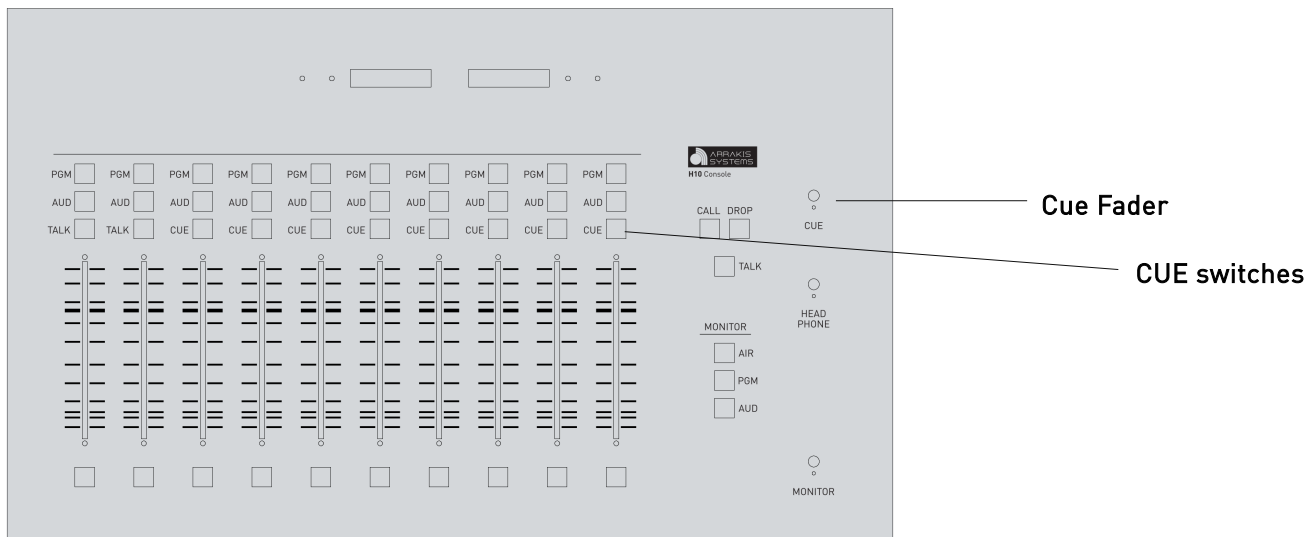 PGM PGM PGM PGM PGM PGM PGM PGM PGM PGM
AUD AUD AUD AUD AUD AUD AUD AUD AUD AUD
TALK TALK CUE CUE CUE CUE CUE CUE CUE CUE
ARRAKIS
SYSTEMS
H10 Console
CALL DROP
TALK
MONITOR
AIR
PGM
AUD
CUE
HEAD
PHONE
MONITOR
Cue Fader
CUE switches